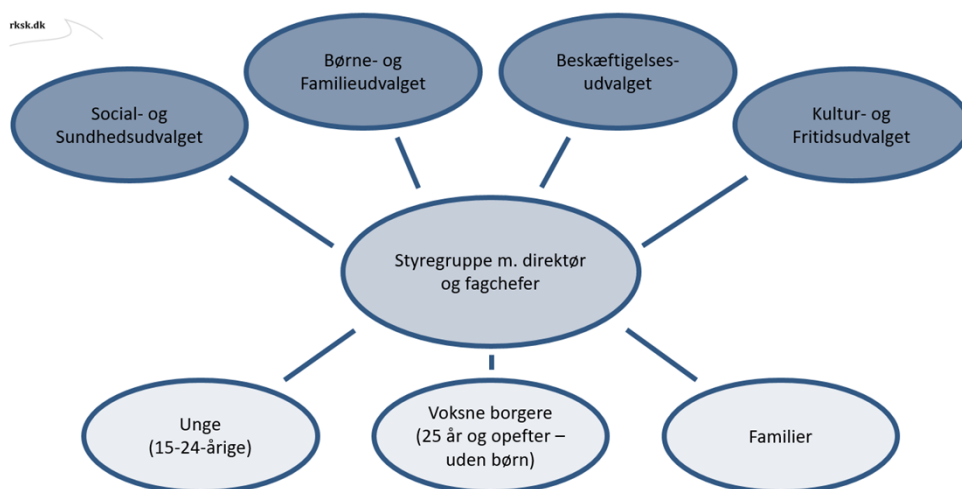 rksk.dk
Børne- og
Familieudvalget
Beskæftigelses-
udvalget
Social- og
Sundhedsudvalget
Kultur- og
Fritidsudvalget
Styregruppe m. direktør
og fagchefer
Unge
(15-24-årige)
Voksne borgere
(25 år og opefter –
uden børn)
Familier